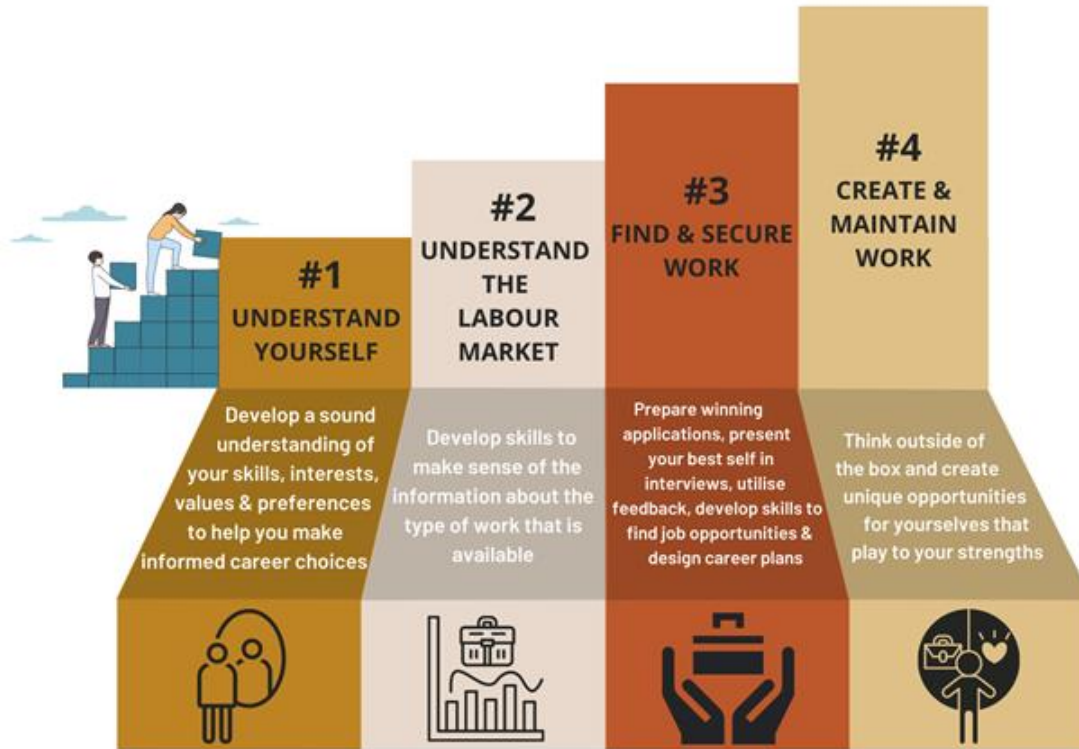 #1
UNDERSTAND
YOURSELF
Develop a sound
understanding of
your skills, interests,
values & preferences
to help you make
informed career choices
#2
UNDERSTAND
THE
LABOUR
MARKET
Develop skills to
make sense of the
information about the
type of work that is
available
#3
FIND & SECURE
WORK
Prepare winning
applications, present
your best self in
interviews, utilise
feedback, develop skills to
find job opportunities &
design career plans
#4
CREATE &
MAINTAIN
WORK
Think outside of
the box and create
unique opportunities
for yourselves that
play to your strengths